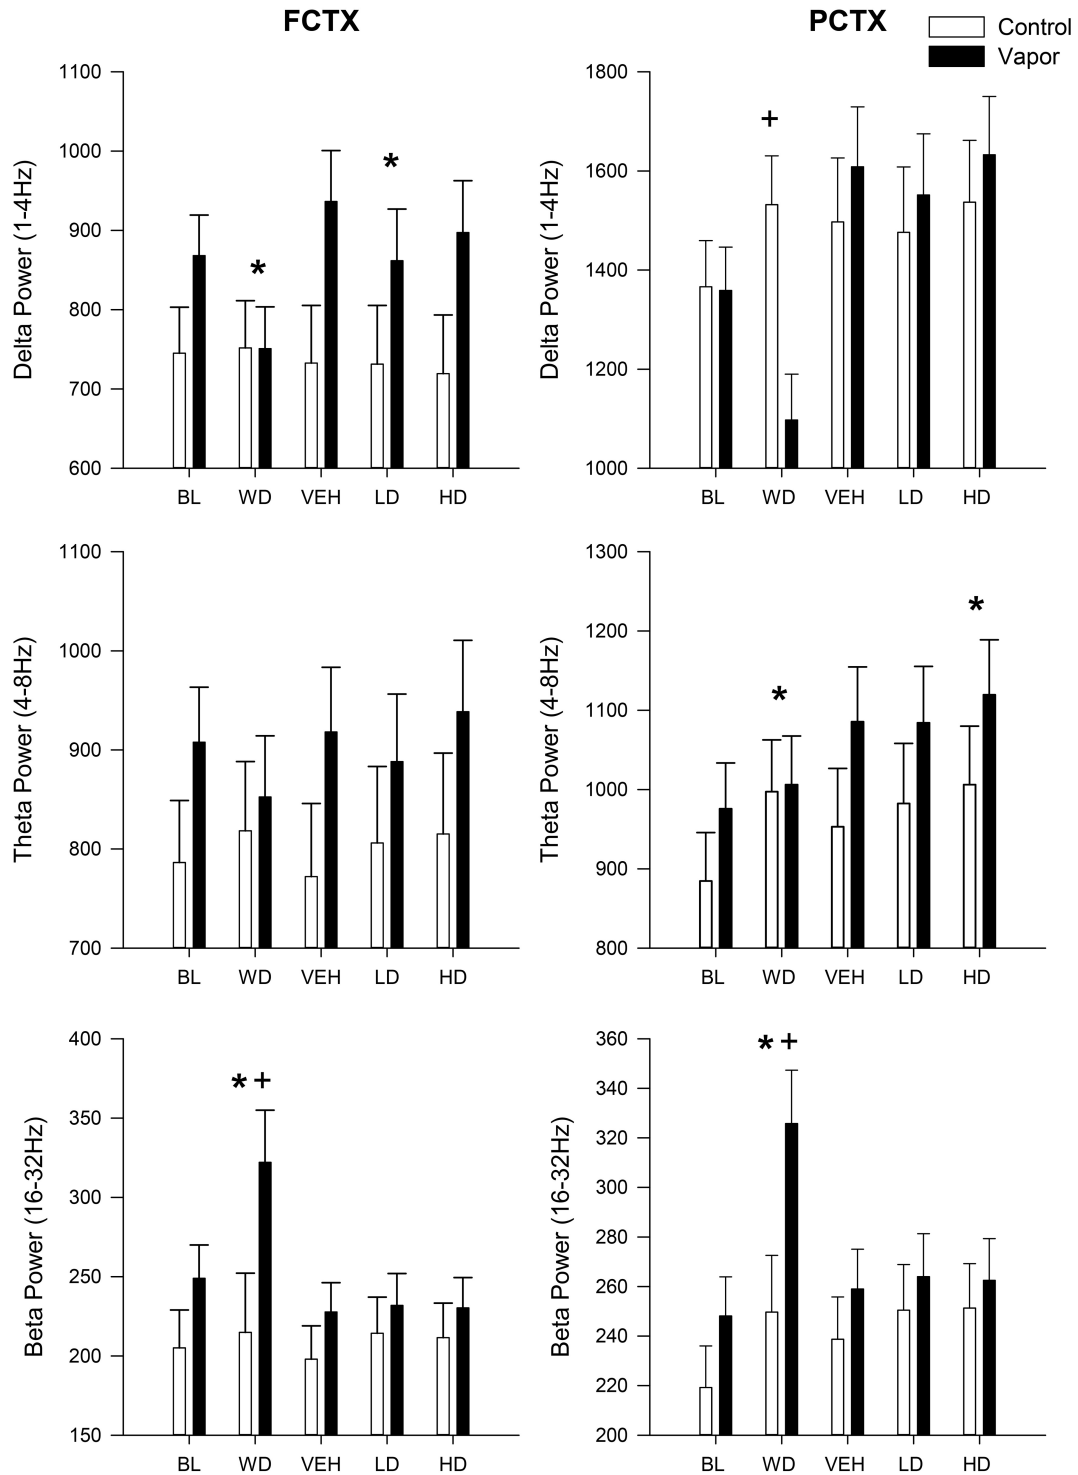 FCTX
PCTX
Control
Vapor
Delta Power (1-4Hz)
1100
1000
900
800
700
600
BL WD VEH LD HD
*
*
Delta Power (1-4Hz)
1800
1600
1400
1200
1000
BL WD VEH LD HD
+
Theta Power (4-8Hz)
1100
1000
900
800
700
BL WD VEH LD HD
Theta Power (4-8Hz)
1300
1200
1100
1000
900
800
BL WD VEH LD HD
*
*
Beta Power (16-32Hz)
400
350
300
250
200
150
BL WD VEH LD HD
* +
Beta Power (16-32Hz)
360
340
320
300
280
260
240
220
200
BL WD VEH LD HD
* +